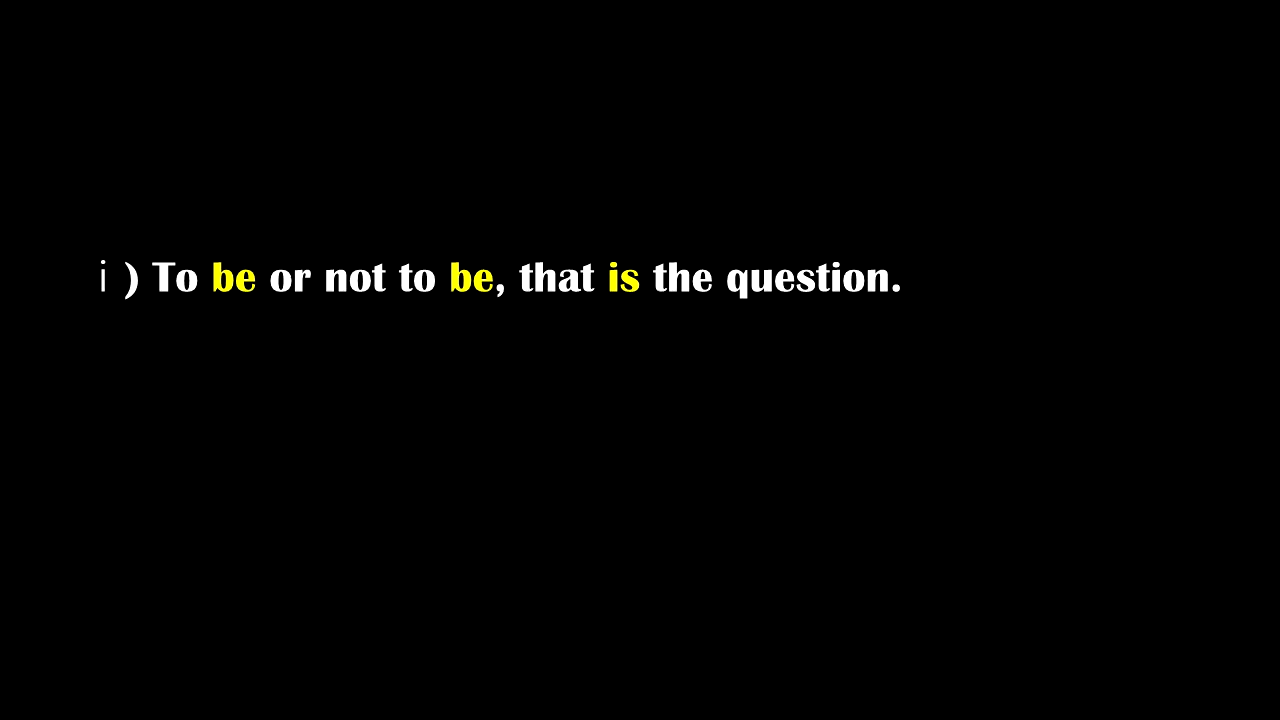 i ) To be or not to be, that is the question.